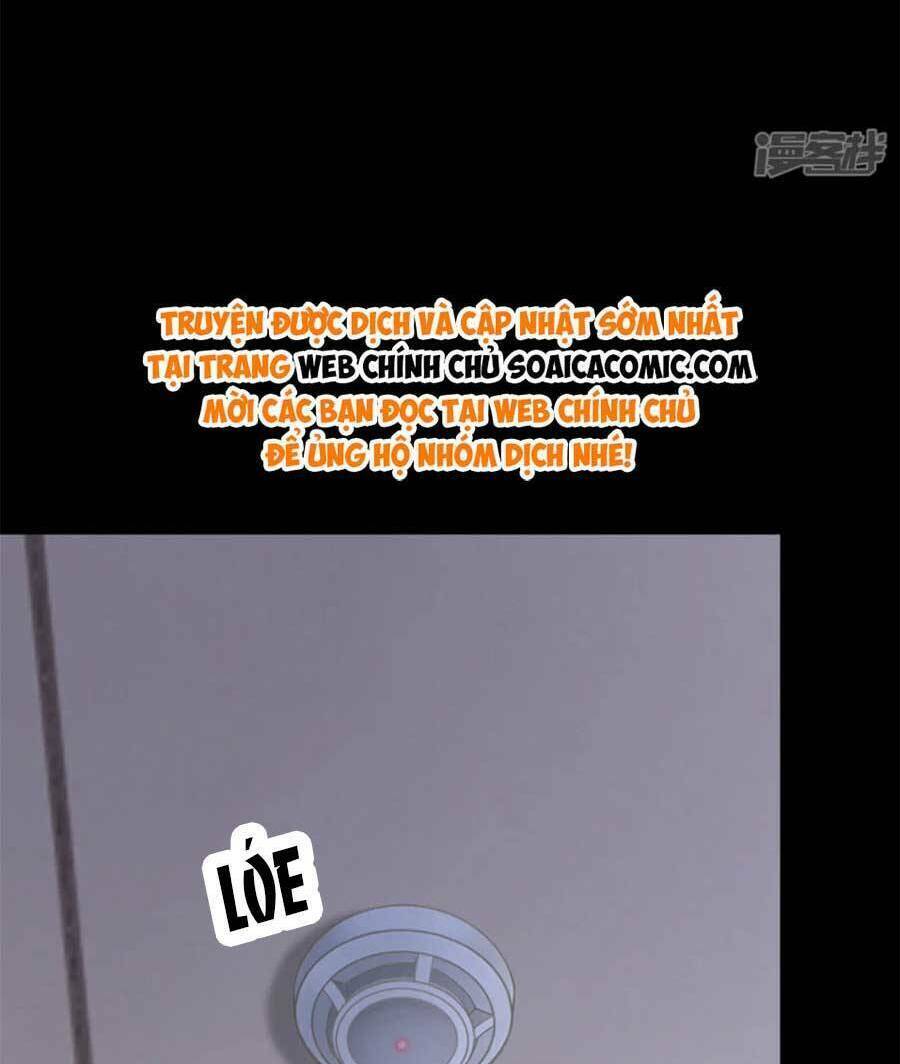 漫客栈
TRUYỆN ĐƯỢC DỊCH VÀ CẬP NHẬT SỚM NHẤT
TẠI TRANG WEB CHÍNH CHỦ SOAICACOMIC.COM
MỜI CÁC BẠN ĐỌC TẠI WEB CHÍNH CHỦ
ĐỂ ỦNG HỘ NHÓM DỊCH NHÉ!
LÓE